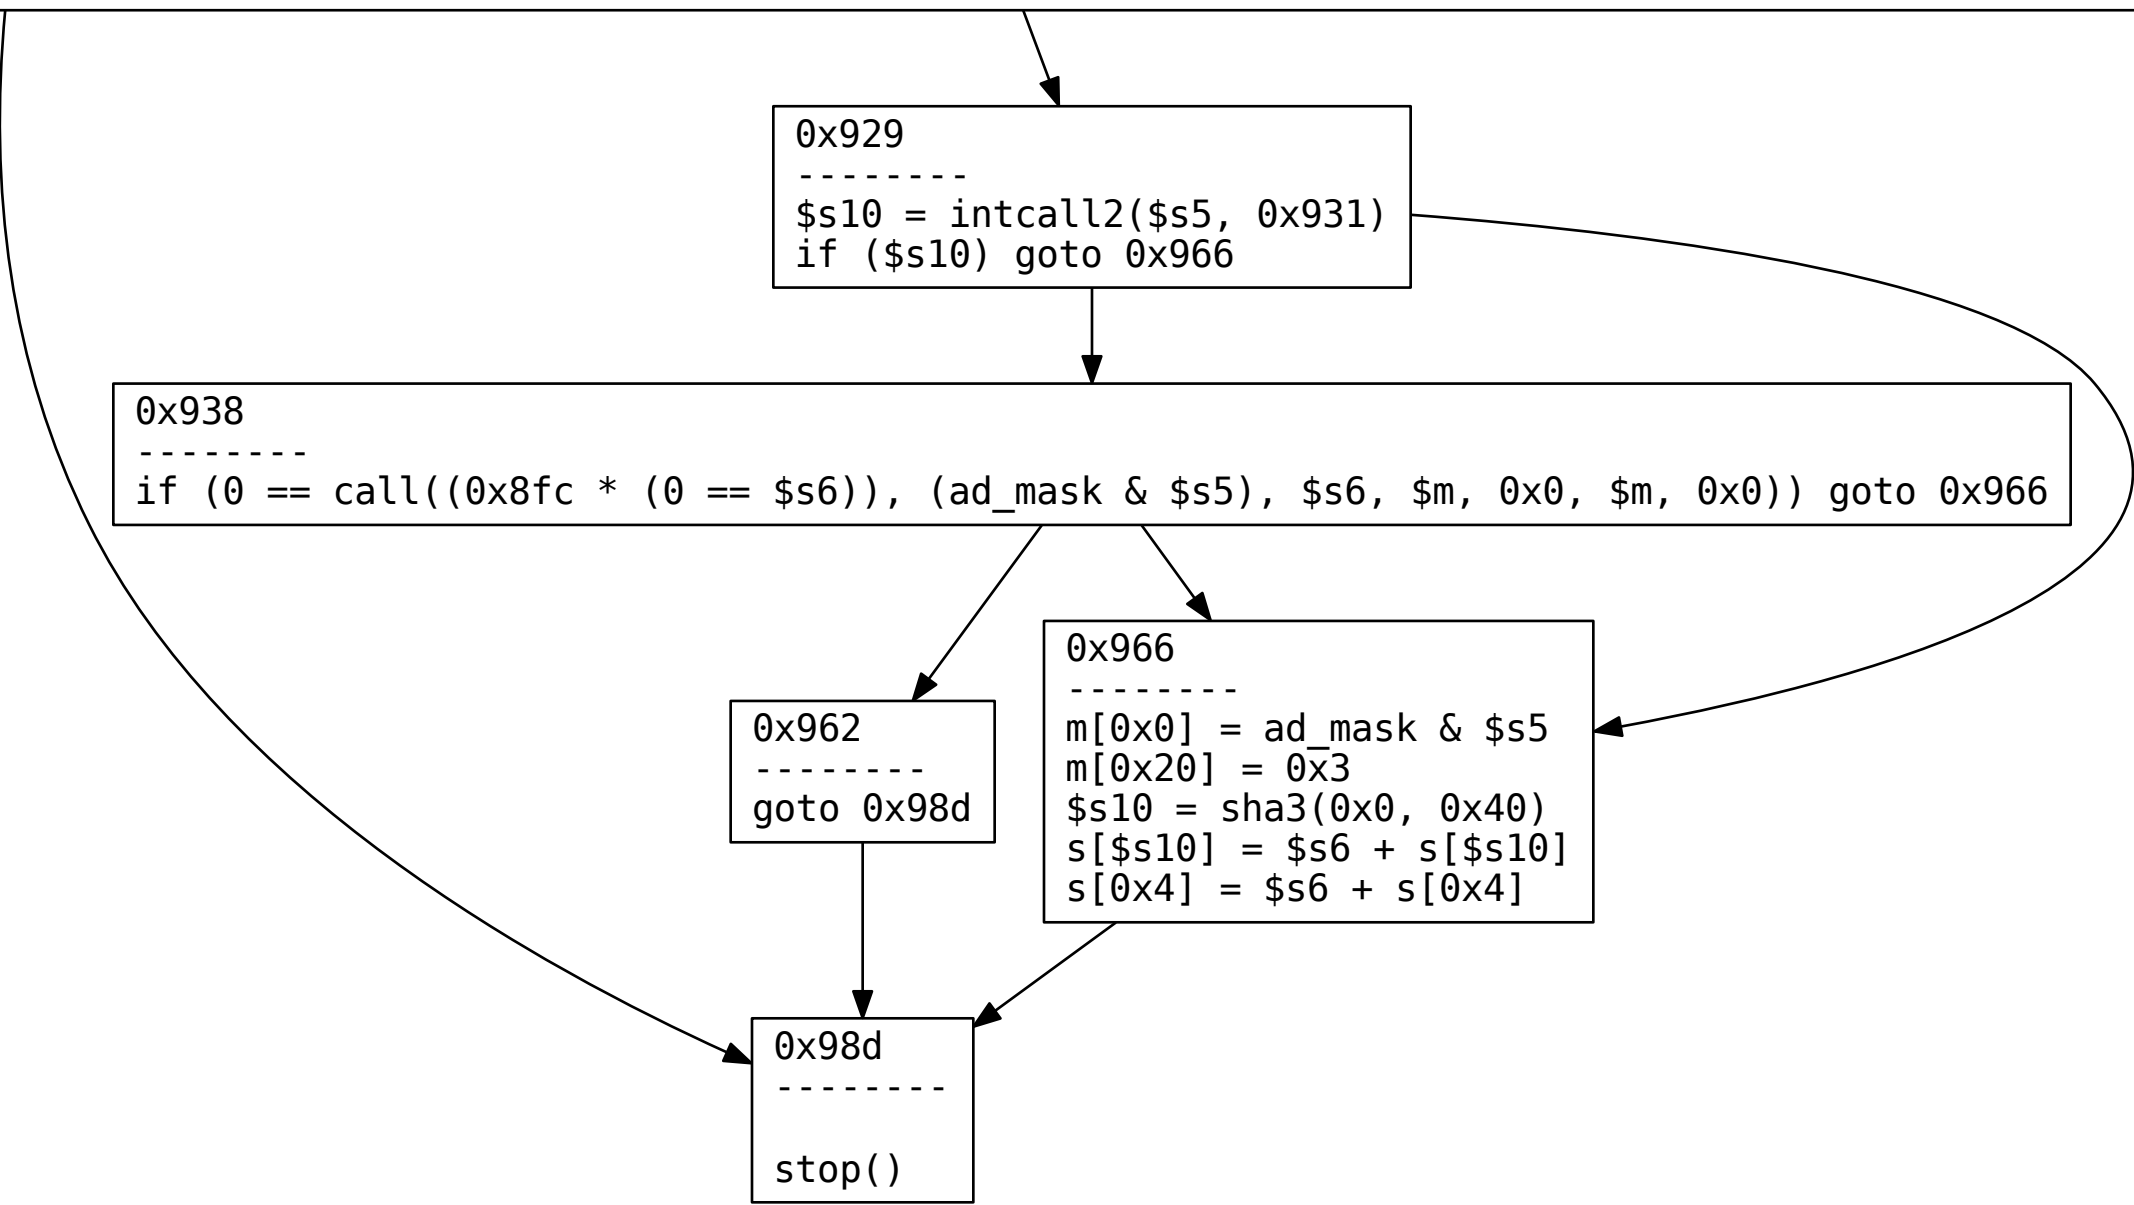 0x929
--------
$s10 = intcall2($s5, 0x931)
if ($s10) goto 0x966
0x938
--------
if (0 == call((0x8fc * (0 == $s6)), (ad_mask & $s5), $s6, $m, 0x0, $m, 0x0)) goto 0x966
0x962
--------
goto 0x98d
0x966
--------
m[0x0] = ad_mask & $s5
m[0x20] = 0x3
$s10 = sha3(0x0, 0x40)
s[$s10] = $s6 + s[$s10]
s[0x4] = $s6 + s[0x4]
0x98d
--------
stop()